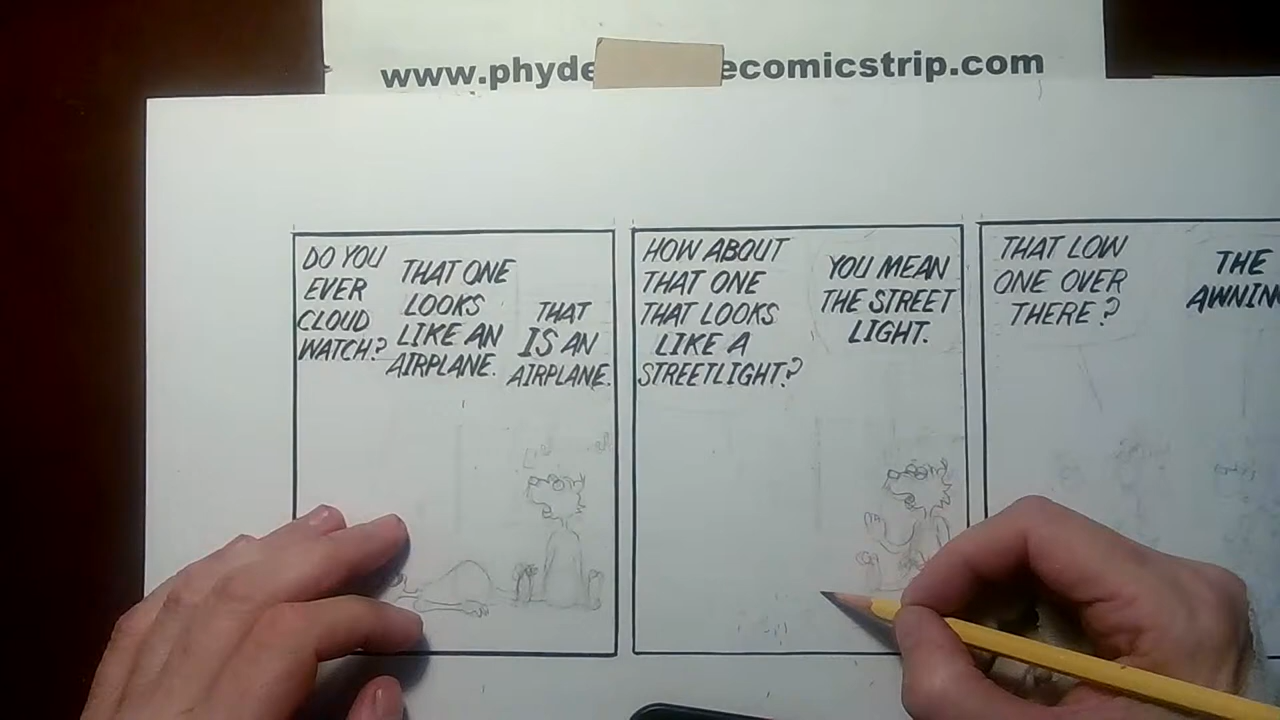 www.phyde ecomicstrip.com
DO YOU
EVER
CLOUD
WATCH?
THAT ONE
LOOKS
LIKE AN
AIRPLANE.
THAT
IS AN
AIRPLANE.
HOW ABOUT
THAT ONE
THAT LOOKS
LIKE A
STREETLIGHT?
YOU MEAN
THE STREET
LIGHT.
THAT LOW
ONE OVER
THERE?
THE
AWNIN